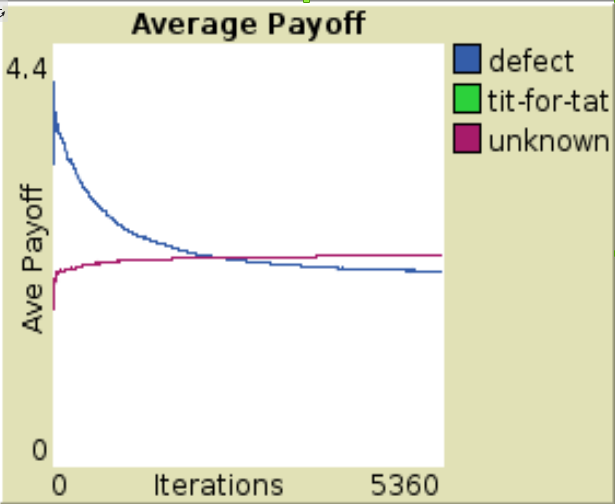 Average Payoff
4.4
defect
tit-for-tat
unknown
Ave Payoff
0
0 Iterations 5360